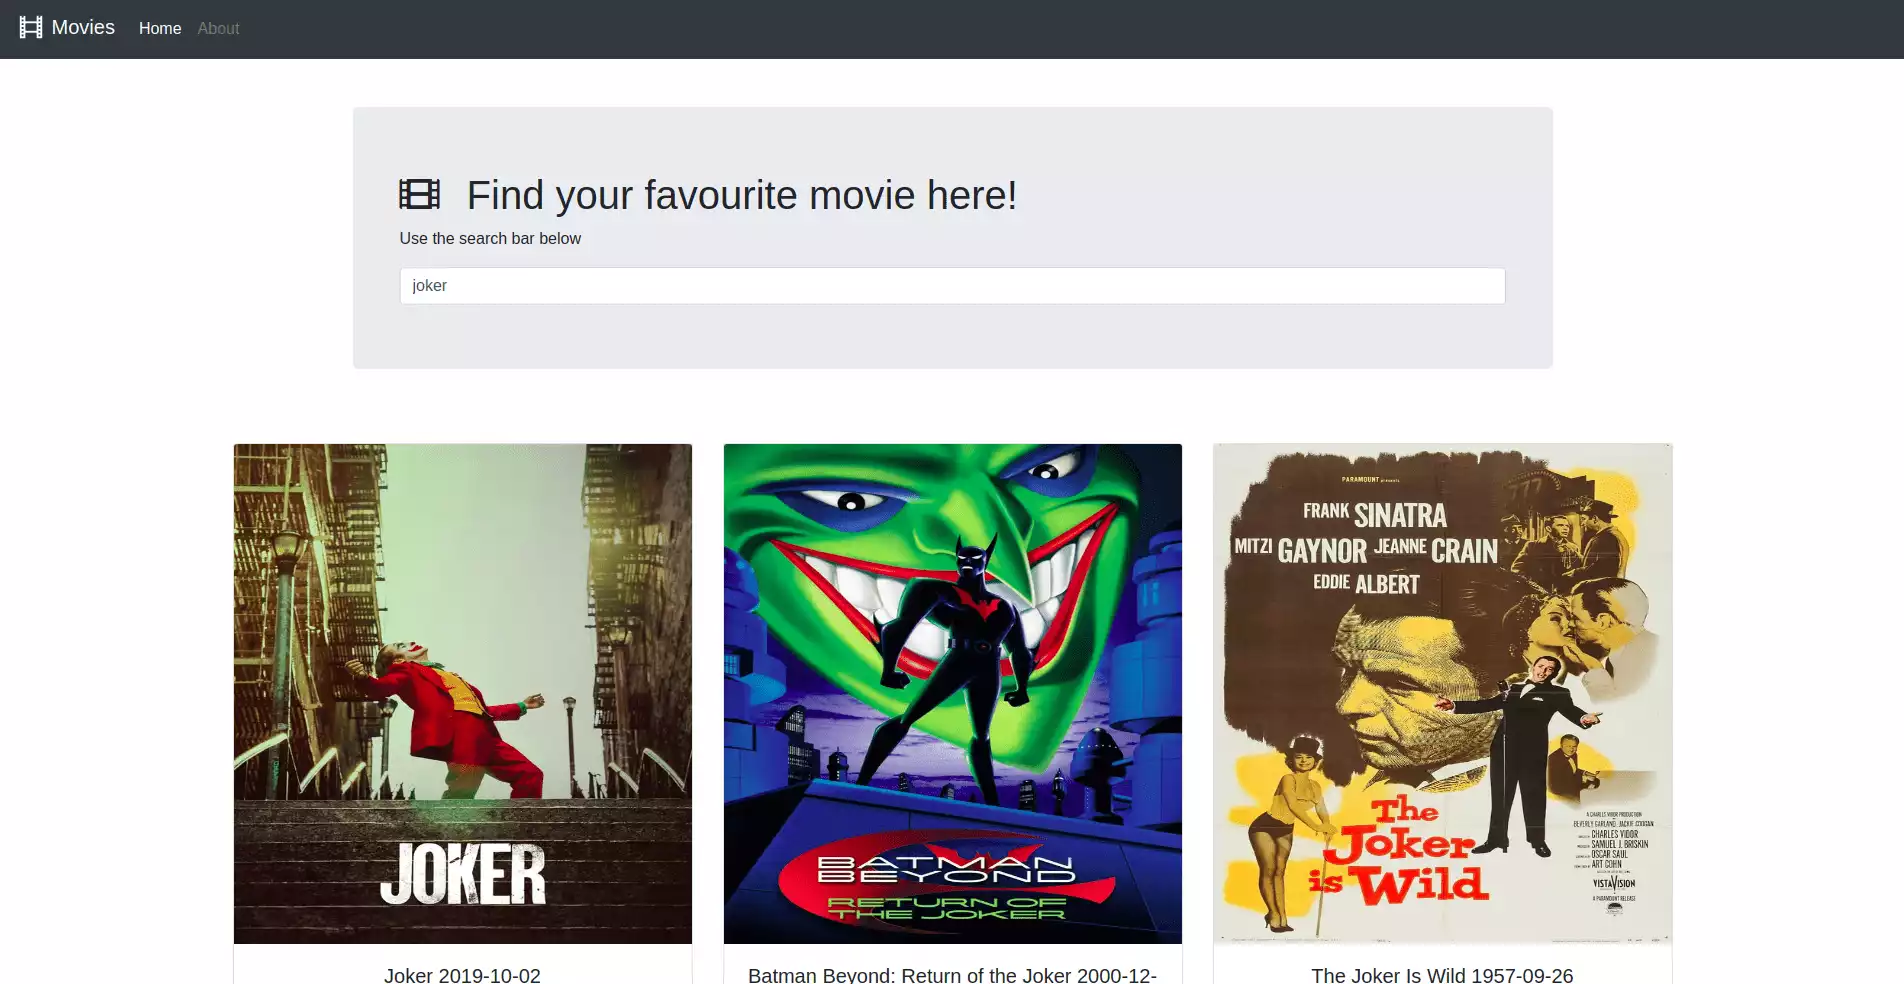 Movies Home About
Find your favourite movie here!
Use the search bar below
joker
JOKER
Joker 2019-10-02
BATMAN
BEYOND
RETURN OF
THE JOKER
Batman Beyond: Return of the Joker 2000-12-
PARAMOUNT presents
FRANK SINATRA
MITZI GAYNOR JEANNE CRAIN
EDDIE ALBERT
The
Joker
is Wild
A CHARLES VIDOR PRODUCTION
BEVERLY GARLAND JACKIE COOGAN
CHARLES VIDOR
SAMUEL J. BRISKIN
OSCAR SAUL
ART COHN
VISTAVISION
A PARAMOUNT RELEASE
The Joker Is Wild 1957-09-26